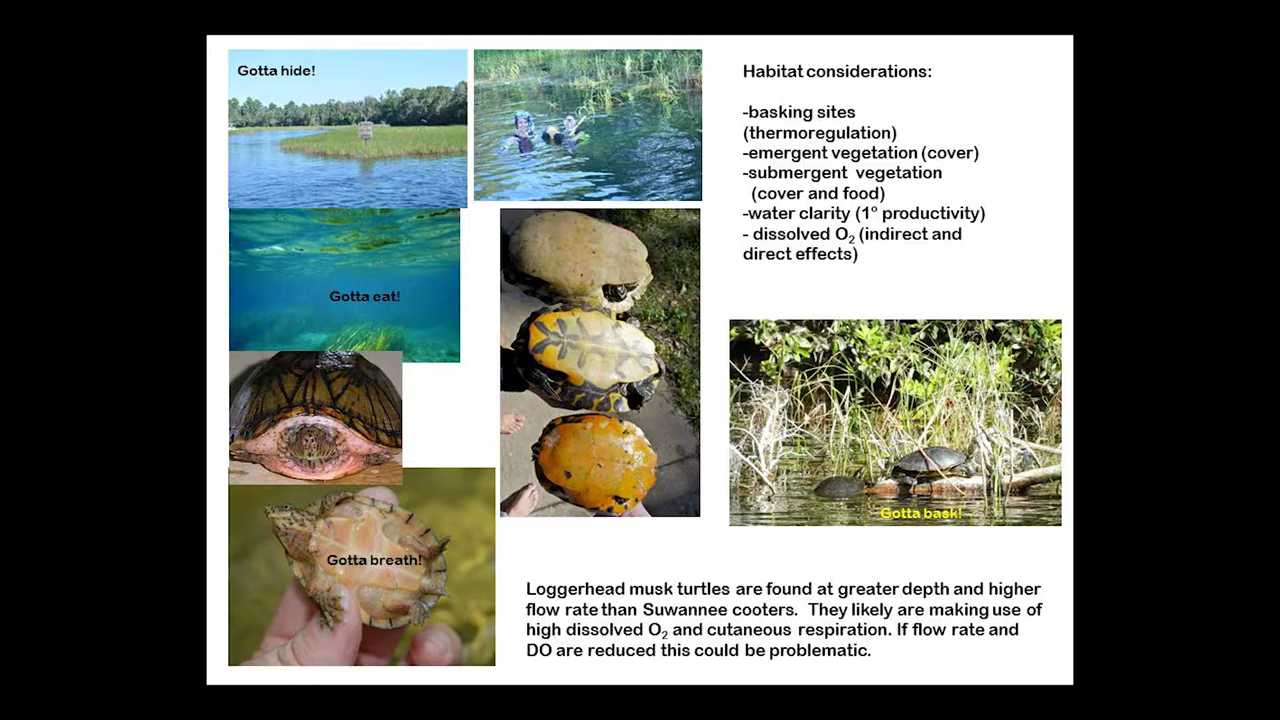 Gotta hide!
Habitat considerations:
-basking sites
(thermoregulation)
-emergent vegetation (cover)
-submergent vegetation
(cover and food)
-water clarity (1° productivity)
- dissolved O₂ (indirect and
direct effects)
Gotta eat!
Gotta bask!
Gotta breath!
Loggerhead musk turtles are found at greater depth and higher
flow rate than Suwannee cooters. They likely are making use of
high dissolved O₂ and cutaneous respiration. If flow rate and
DO are reduced this could be problematic.